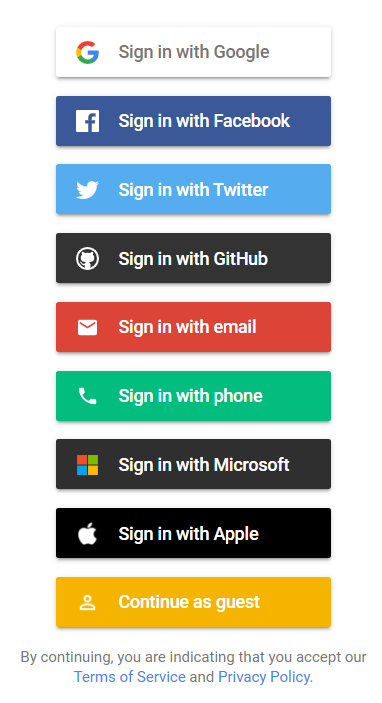 Sign in with Google
Sign in with Facebook
Sign in with Twitter
Sign in with GitHub
Sign in with email
Sign in with phone
Sign in with Microsoft
Sign in with Apple
Continue as guest
By continuing, you are indicating that you accept our
Terms of Service and Privacy Policy.